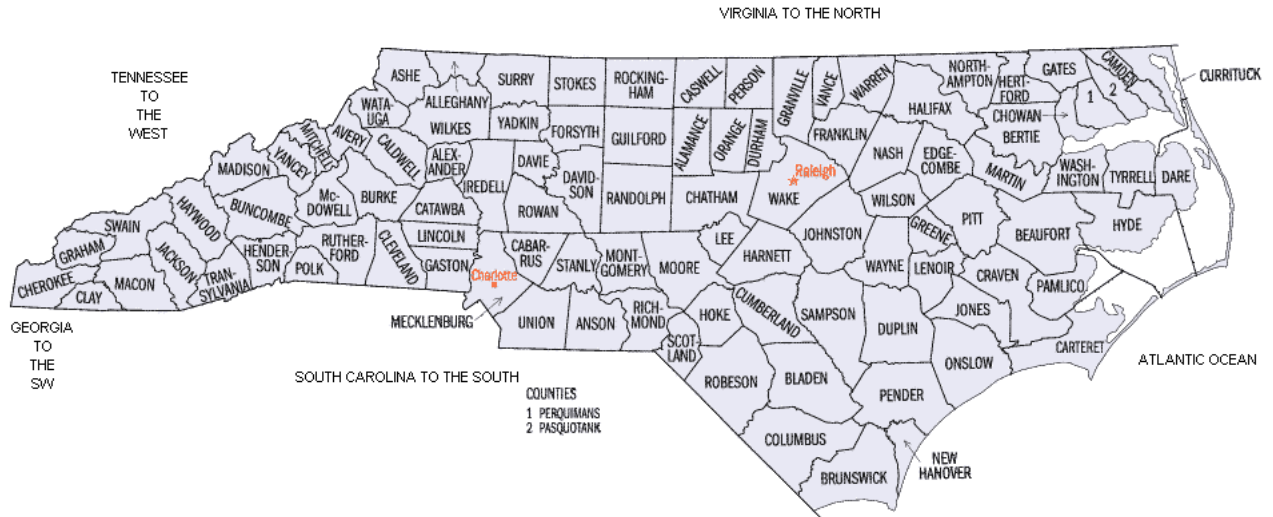 VIRGINIA TO THE NORTH
TENNESSEE
TO
THE
WEST
ASHE
ALLEGHANY
SURRY
STOKES
ROCKING-
HAM
CASWELL
PERSON
GRANVILLE
VANCE
WARREN
NORTH-
AMPTON
HERT-
FORD
GATES
CAMDEN
CURRITUCK
WATA-
UGA
WILKES
YADKIN
FORSYTH
GUILFORD
ALAMANCE
ORANGE
DURHAM
FRANKLIN
HALIFAX
CHOWAN
BERTIE
1
2
MITCHELL
AVERY
CALDWELL
ALEX-
ANDER
IREDELL
DAVIE
DAVID-
SON
RANDOLPH
CHATHAM
Raleigh
WAKE
NASH
EDGE-
COMBE
MARTIN
WASH-
INGTON
TYRRELL
DARE
MADISON
YANCEY
Mc-
DOWELL
BURKE
CATAWBA
ROWAN
WILSON
PITT
BEAUFORT
HYDE
SWAIN
HAYWOOD
BUNCOMBE
HENDER-
SON
RUTHER-
FORD
CLEVELAND
LINCOLN
GASTON
CABAR-
RUS
STANLY
MONT-
GOMERY
MOORE
LEE
HARNETT
JOHNSTON
GREENE
WAYNE
LENOIR
CRAVEN
PAMLICO
GRAHAM
CHEROKEE
CLAY
MACON
JACKSON
TRAN-
SYLVANIA
POLK
Charlotte
MECKLENBURG
UNION
ANSON
RICH-
MOND
SCOT-
LAND
HOKE
CUMBERLAND
SAMPSON
DUPLIN
JONES
ONSLOW
CARTERET
GEORGIA
TO
THE
SW
ATLANTIC OCEAN
SOUTH CAROLINA TO THE SOUTH
ROBESON
BLADEN
PENDER
COUNTIES
1 PERQUIMANS
2 PASQUOTANK
COLUMBUS
BRUNSWICK
NEW
HANOVER